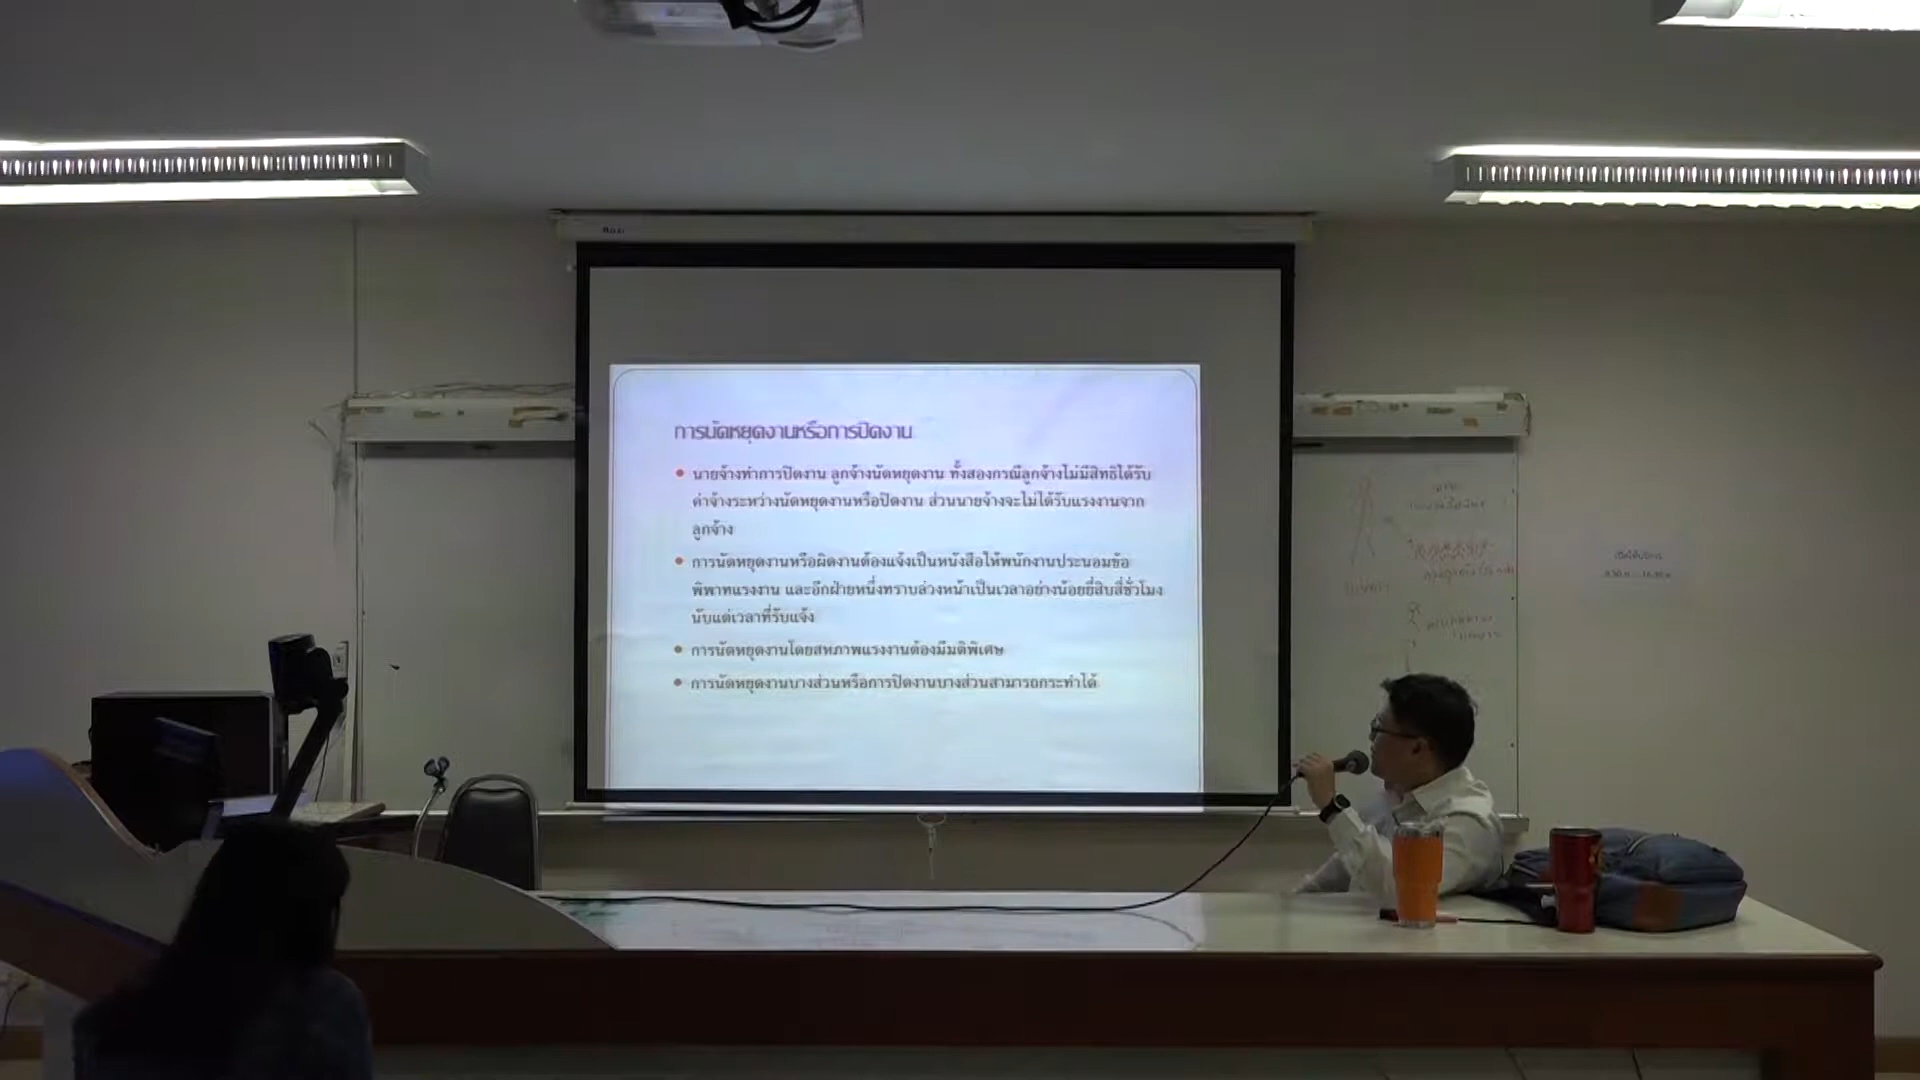 การนัดหยุดงานหรือการปิดงาน
นายจ้างทำการปิดงาน ลูกจ้างนัดหยุดงาน ทั้งสองกรณีลูกจ้างไม่มีสิทธิได้รับ
ค่าจ้างระหว่างนัดหยุดงานหรือปิดงาน ส่วนนายจ้างจะไม่ได้รับแรงงานจาก
ลูกจ้าง
การนัดหยุดงานหรือผิดงานต้องแจ้งเป็นหนังสือให้พนักงานประนอมข้อ
พิพาทแรงงาน และอีกฝ่ายหนึ่งทราบล่วงหน้าเป็นเวลาอย่างน้อยยี่สิบสี่ชั่วโมง
นับแต่เวลาที่รับแจ้ง
การนัดหยุดงานโดยสหภาพแรงงานต้องมีมติพิเศษ
การนัดหยุดงานบางส่วนหรือการปิดงานบางส่วนสามารถกระทำได้